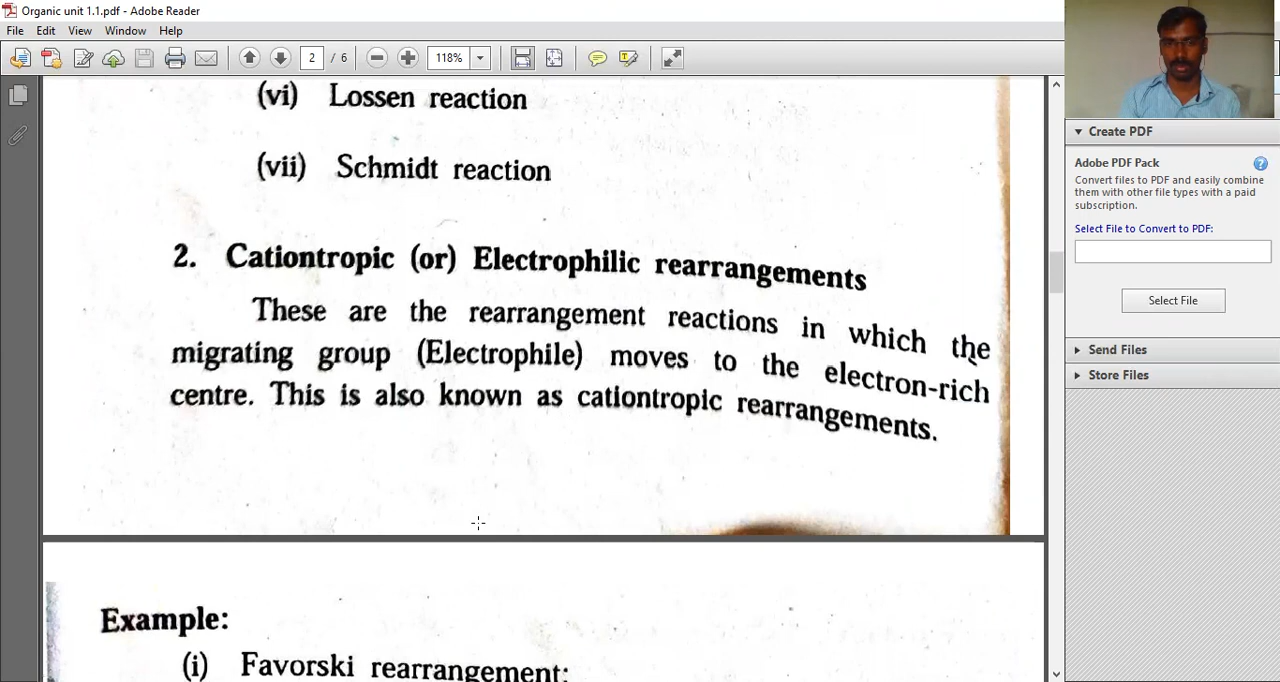 Organic unit 1.1.pdf - Adobe Reader
File Edit View Window Help
2 / 6 118%
(vi) Lossen reaction
(vii) Schmidt reaction
2. Cationtropic (or) Electrophilic rearrangements
These are the rearrangement reactions in which the
migrating group (Electrophile) moves to the electron-rich
centre. This is also known as cationtropic rearrangements.
Example:
(i) Favorski rearrangement:
Create PDF
Adobe PDF Pack
Convert files to PDF and easily combine
them with other file types with a paid
subscription.
Select File to Convert to PDF:
Select File
Send Files
Store Files